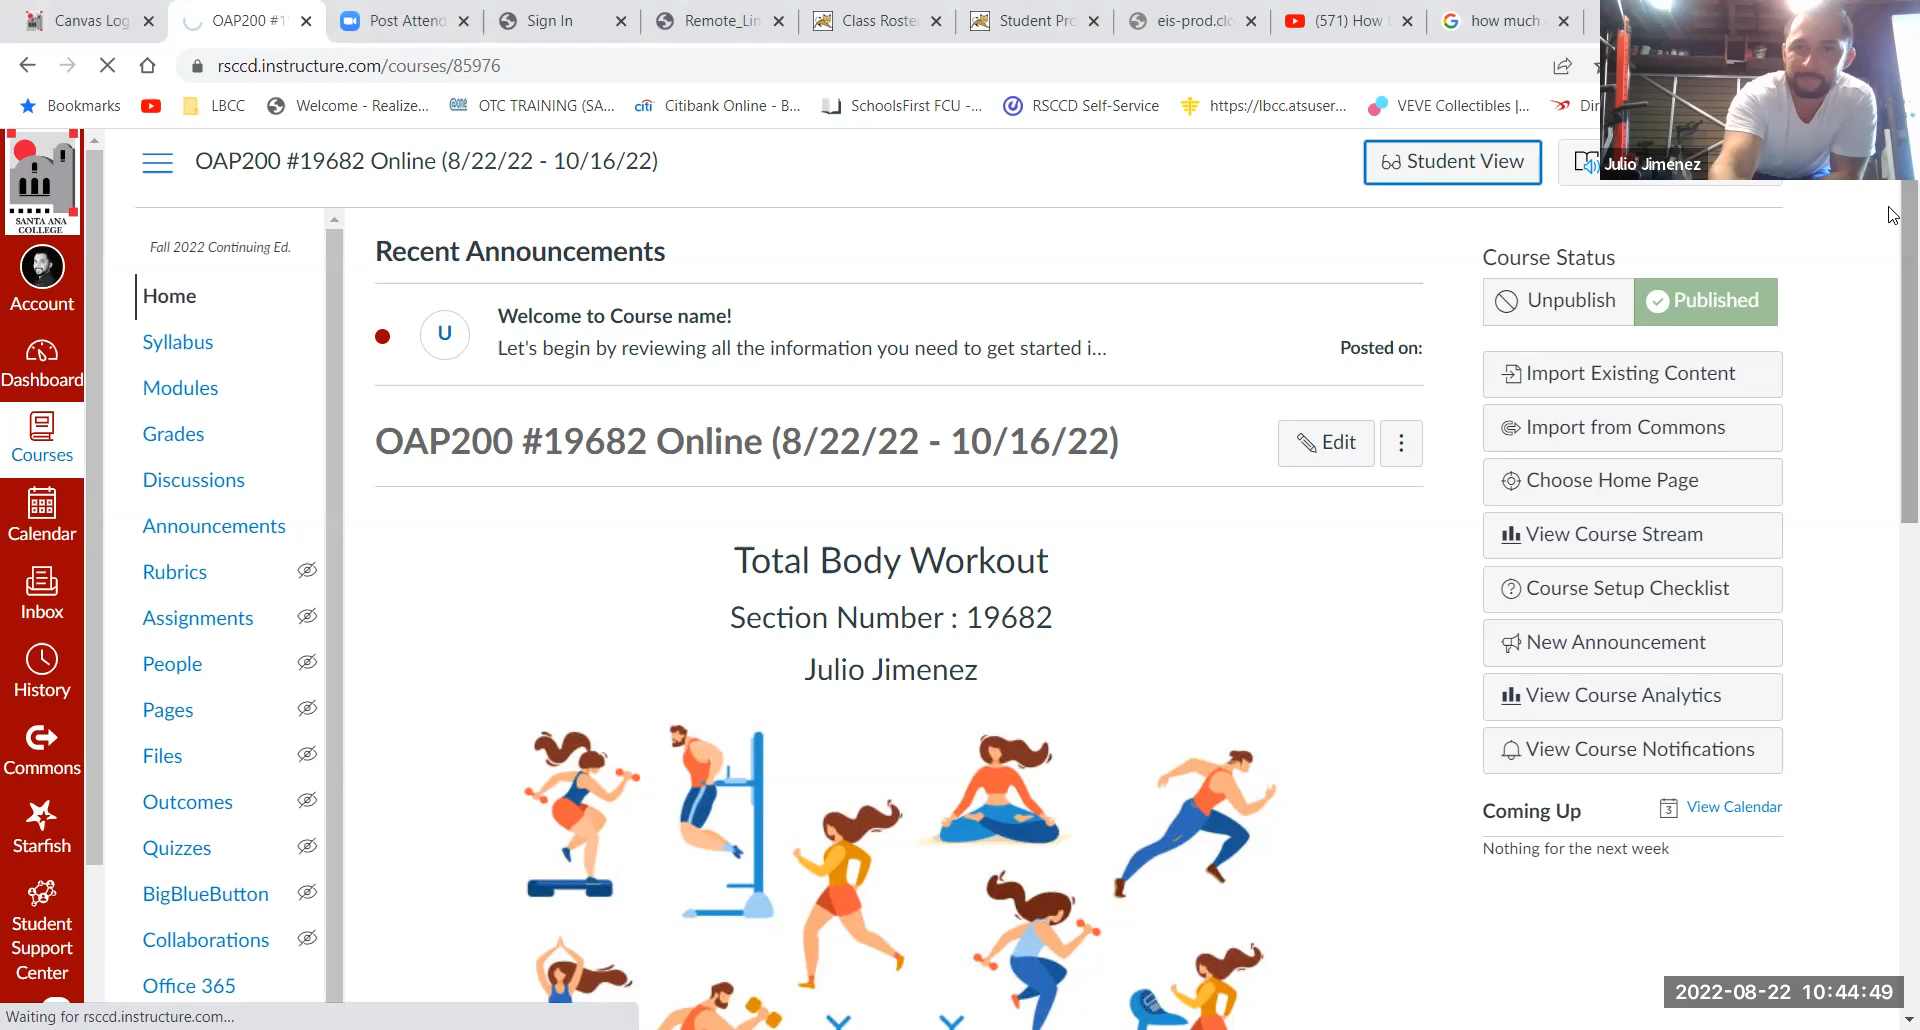 Canvas Log
OAP200 #1
Post Attend
Sign In
Remote_Lin
Class Roste
Student Pro
eis-prod.clo
(571) How t
how much
rsccd.instructure.com/courses/85976
Bookmarks
LBCC
Welcome - Realize...
OTC TRAINING (SA...
citi
Citibank Online - B...
SchoolsFirst FCU -...
RSCCD Self-Service
https://lbcc.atsuser...
VEVE Collectibles |...
Dir
Julio Jimenez
SANTA ANA
COLLEGE
Account
Dashboard
Courses
Calendar
Inbox
History
Commons
Starfish
Student
Support
Center
OAP200 #19682 Online (8/22/22 - 10/16/22)
Student View
Fall 2022 Continuing Ed.
Home
Syllabus
Modules
Grades
Discussions
Announcements
Rubrics
Assignments
People
Pages
Files
Outcomes
Quizzes
BigBlueButton
Collaborations
Office 365
Recent Announcements
U
Welcome to Course name!
Let's begin by reviewing all the information you need to get started i...
Posted on:
OAP200 #19682 Online (8/22/22 - 10/16/22)
Edit
Total Body Workout
Section Number : 19682
Julio Jimenez
Course Status
Unpublish
Published
Import Existing Content
Import from Commons
Choose Home Page
View Course Stream
Course Setup Checklist
New Announcement
View Course Analytics
View Course Notifications
Coming Up
3
View Calendar
Nothing for the next week
2022-08-22 10:44:49
Waiting for rsccd.instructure.com...